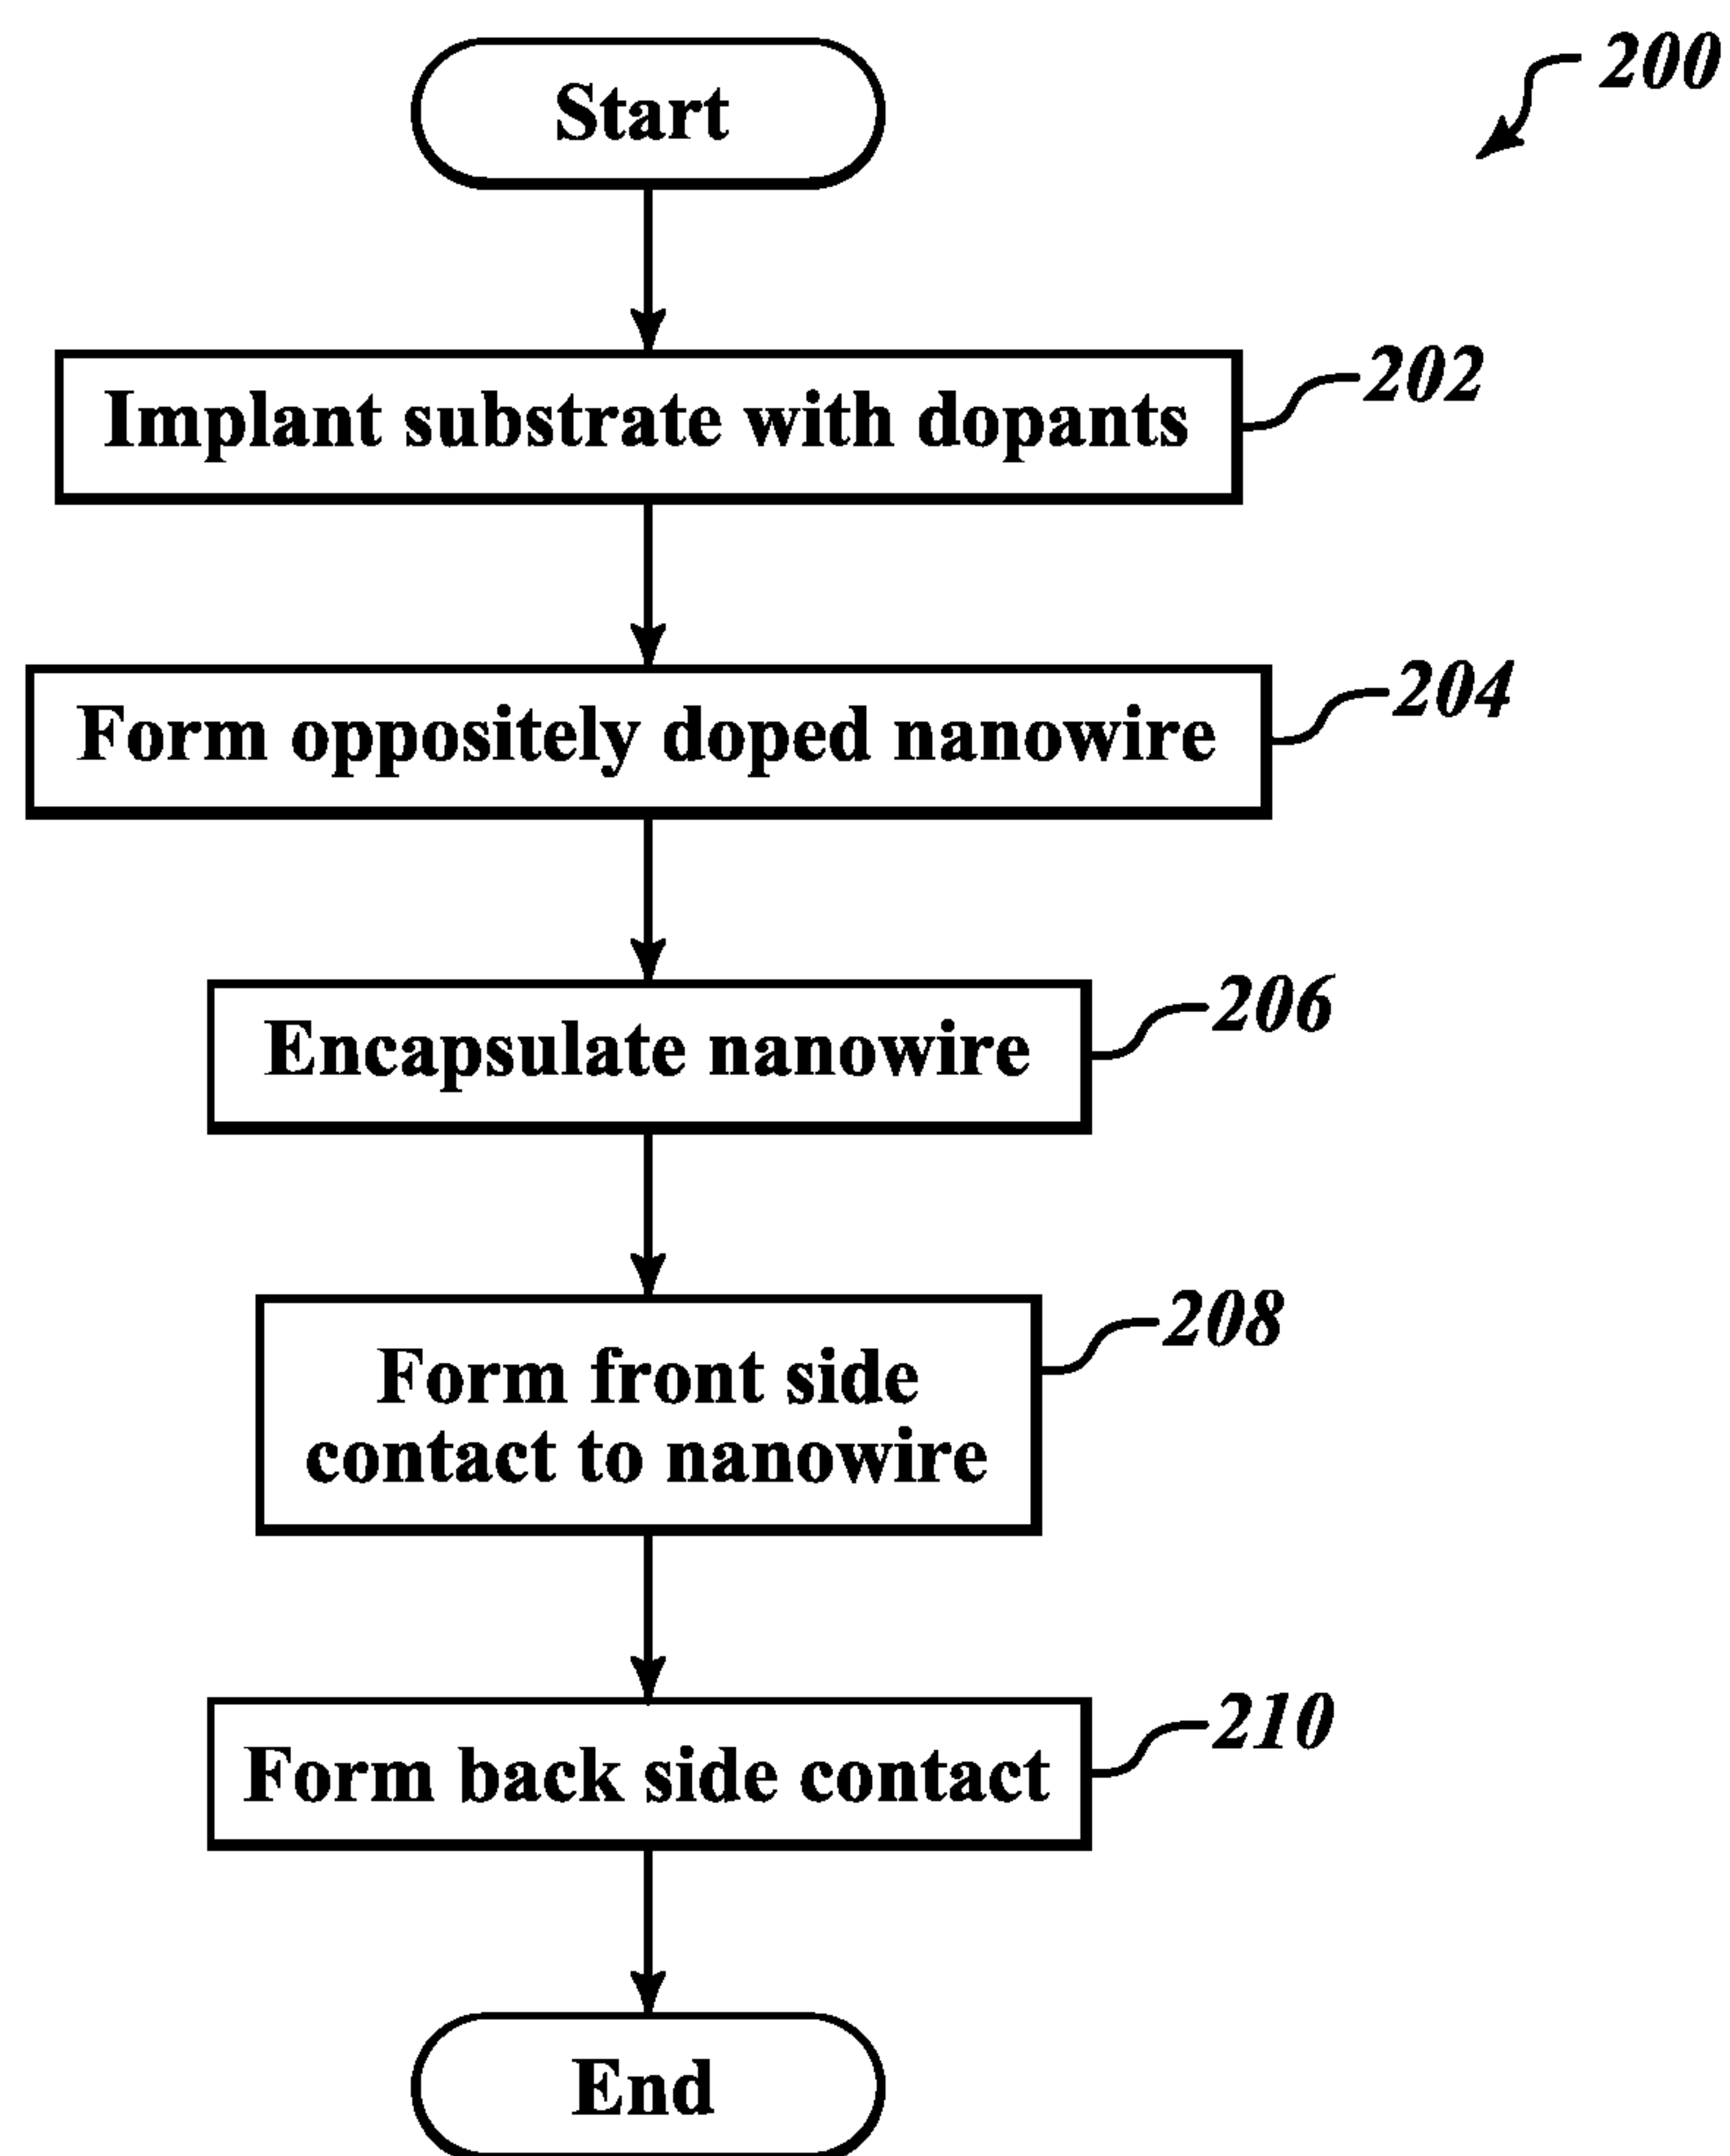 Start
200
Implant substrate with dopants
202
Form oppositely doped nanowire
204
Encapsulate nanowire
206
Form front side
contact to nanowire
208
Form back side contact
210
End